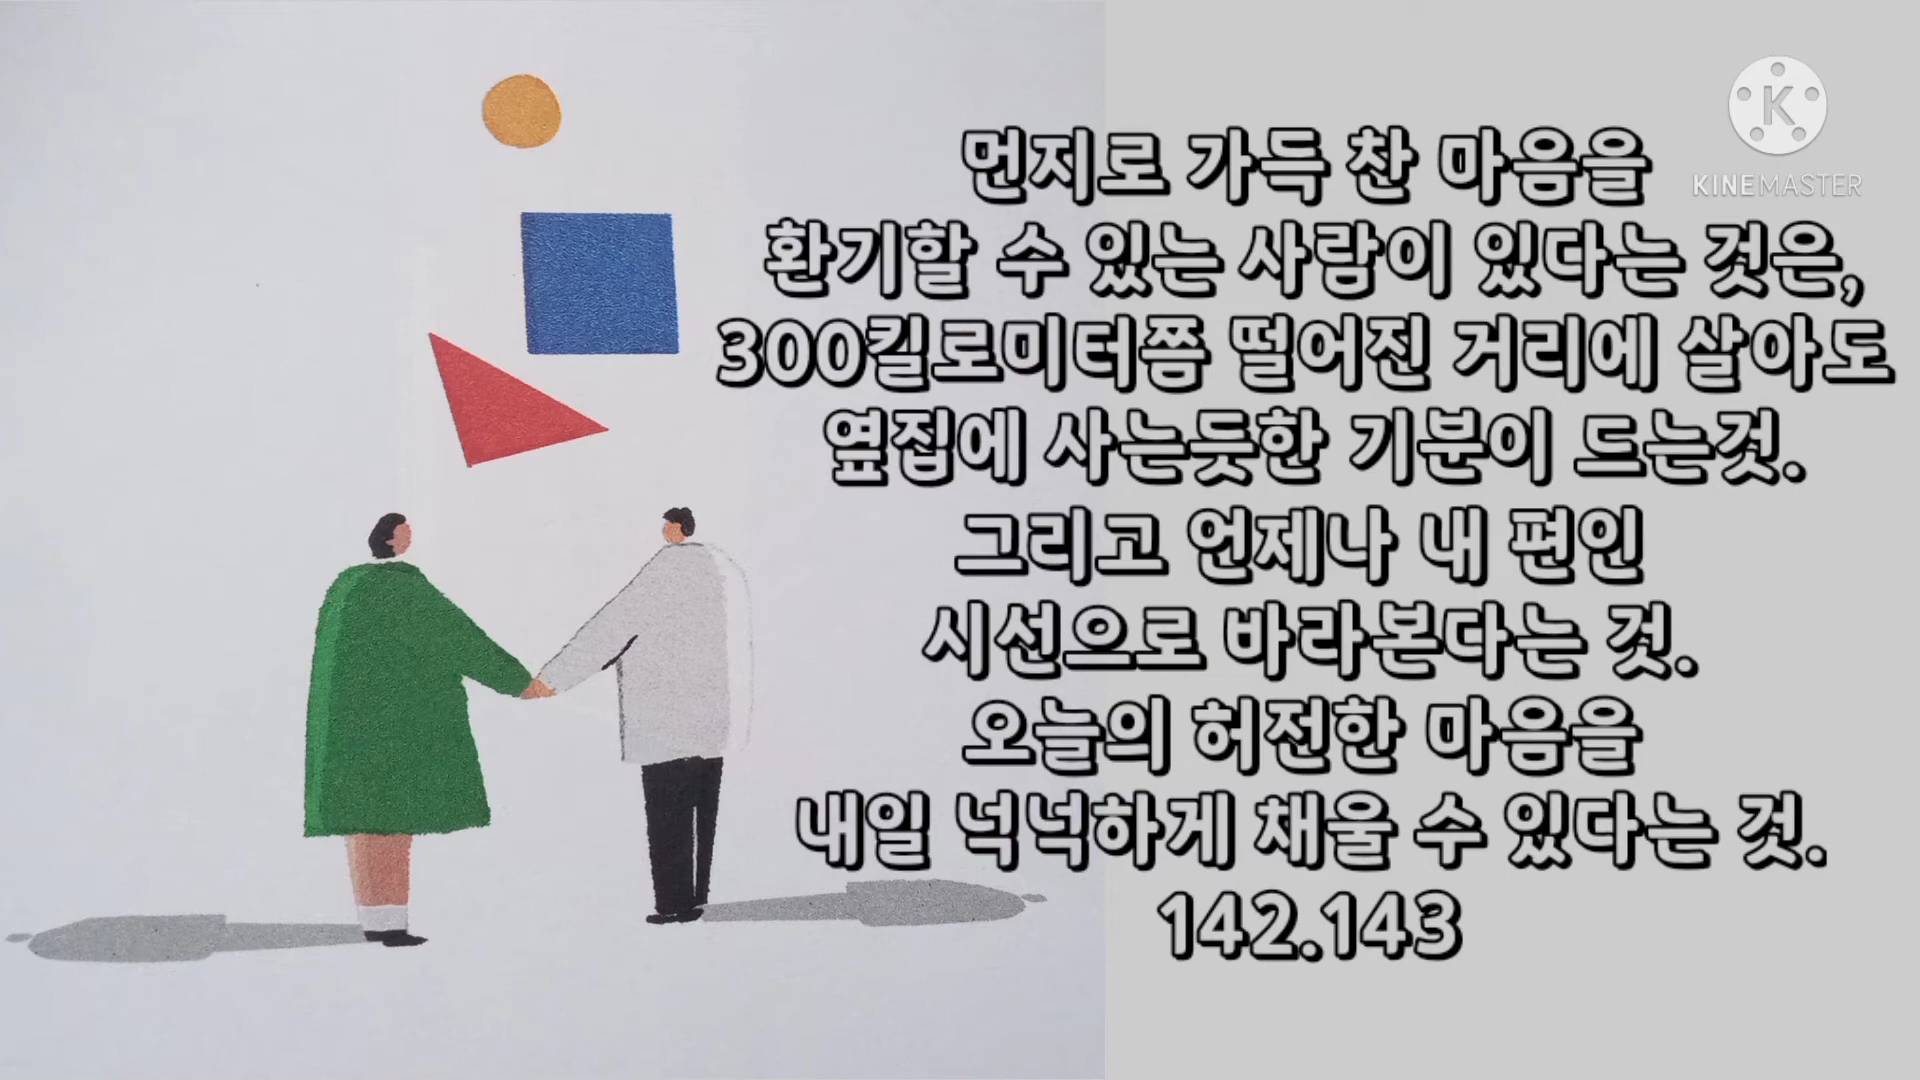 먼지로 가득 찬 마음을
환기할 수 있는 사람이 있다는 것은,
300킬로미터쯤 떨어진 거리에 살아도
옆집에 사는듯한 기분이 드는것.
그리고 언제나 내 편인
시선으로 바라본다는 것.
오늘의 허전한 마음을
내일 넉넉하게 채울 수 있다는 것.
142.143
K
KINEMASTER